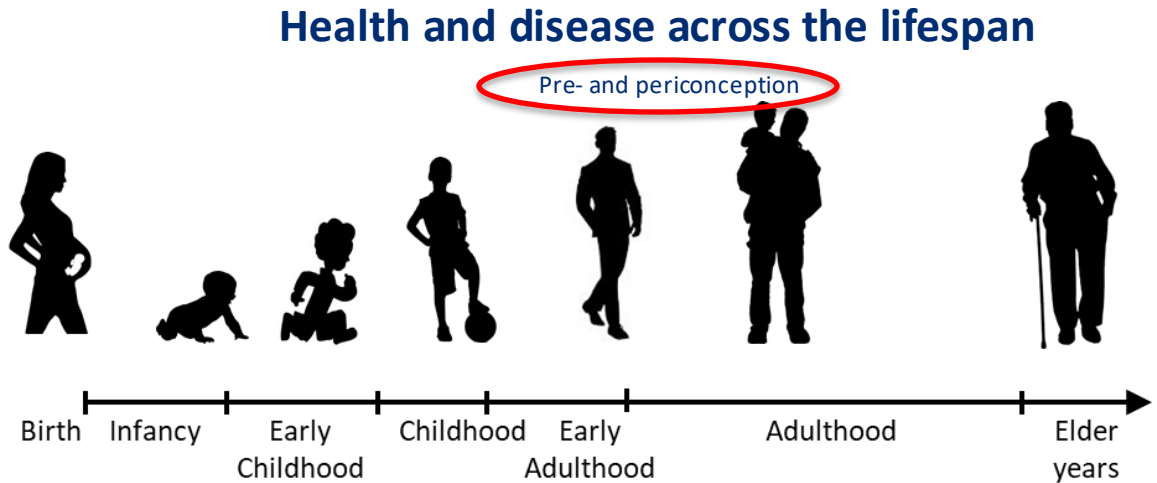 Health and disease across the lifespan
Pre- and periconception
Birth
Infancy
Early
Childhood
Childhood
Early
Adulthood
Adulthood
Elder
years